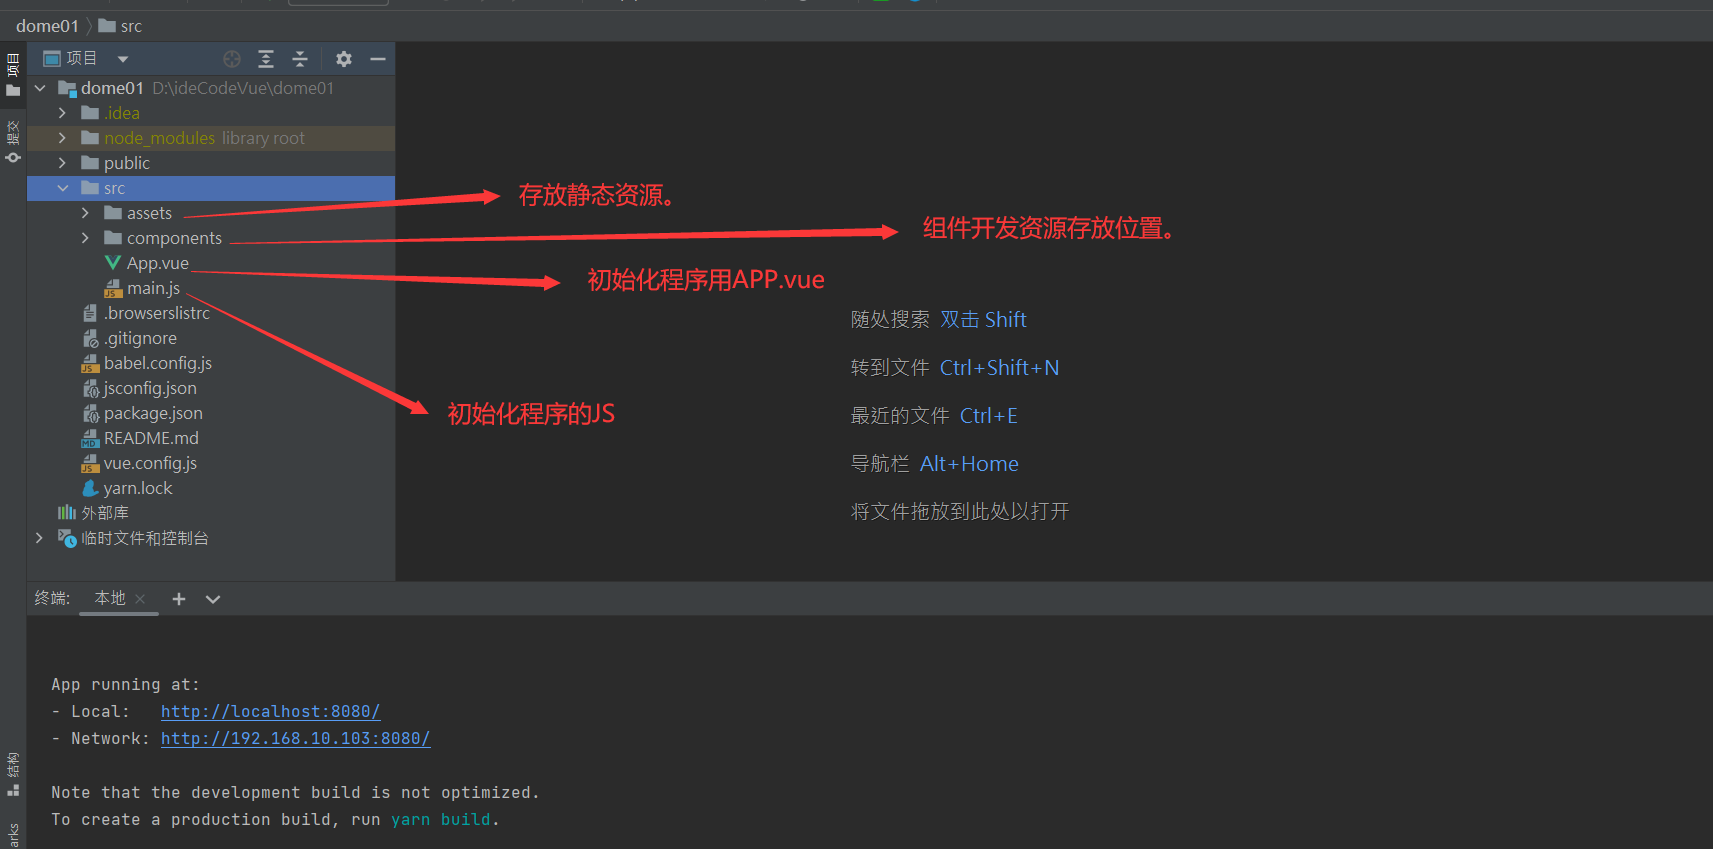 dome01 src
项目
dome01 D:\ideCodeVue\dome01
.idea
node_modules library root
public
src
assets
存放静态资源。
components
组件开发资源存放位置。
App.vue
初始化程序用APP.vue
main.js
初始化程序的JS
.browserslistrc
.gitignore
babel.config.js
jsconfig.json
package.json
README.md
vue.config.js
yarn.lock
外部库
临时文件和控制台
随处搜索 双击 Shift
转到文件 Ctrl+Shift+N
最近的文件 Ctrl+E
导航栏 Alt+Home
将文件拖放到此处以打开
项目
提交
结构
arks
终端: 本地
App running at:
- Local: http://localhost:8080/
- Network: http://192.168.10.103:8080/
Note that the development build is not optimized.
To create a production build, run yarn build.